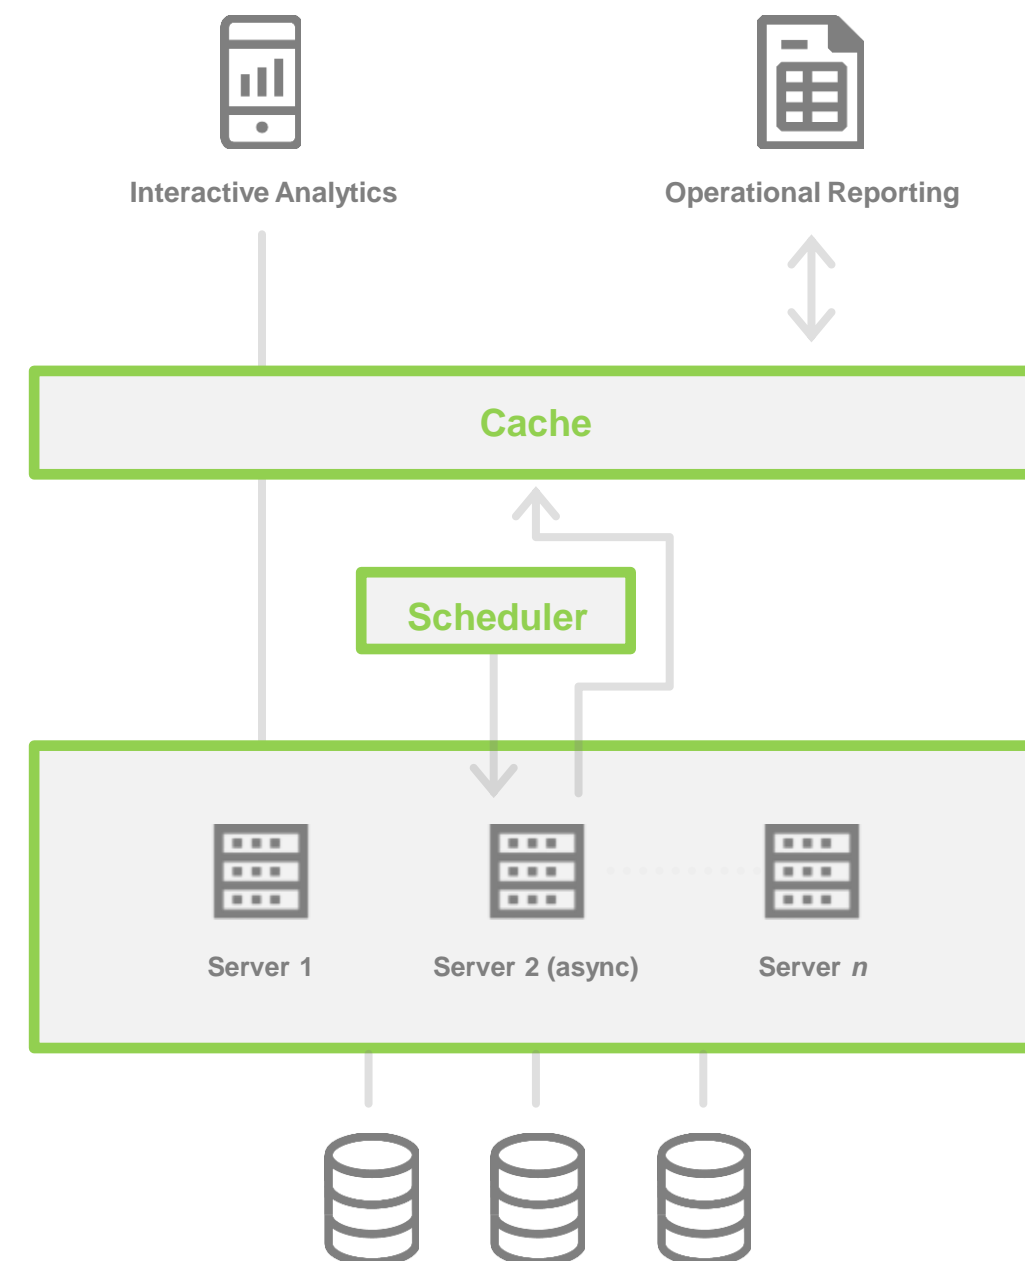 Interactive Analytics
Operational Reporting
Cache
Scheduler
Server 1
Server 2 (async)
Server n